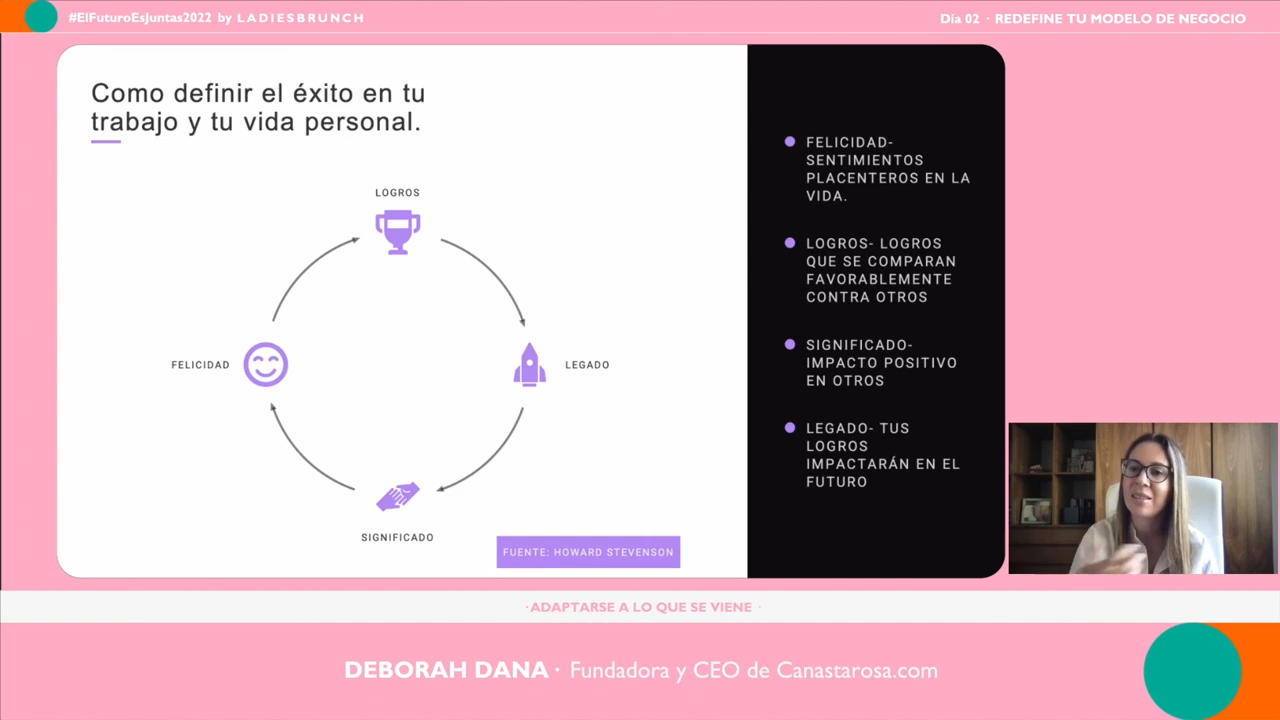 #ElFuturoEsJuntas2022 by LADIESBRUNCH
Día 02 · REDEFINE TU MODELO DE NEGOCIO
Como definir el éxito en tu
trabajo y tu vida personal.
LOGROS
FELICIDAD
LEGADO
SIGNIFICADO
FUENTE: HOWARD STEVENSON
FELICIDAD-
SENTIMIENTOS
PLACENTEROS EN LA
VIDA.
LOGROS- LOGROS
QUE SE COMPARAN
FAVORABLEMENTE
CONTRA OTROS
SIGNIFICADO-
IMPACTO POSITIVO
EN OTROS
LEGADO- TUS
LOGROS
IMPACTARÁN EN EL
FUTURO
· ADAPTARSE A LO QUE SE VIENE ·
DEBORAH DANA · Fundadora y CEO de Canastarosa.com